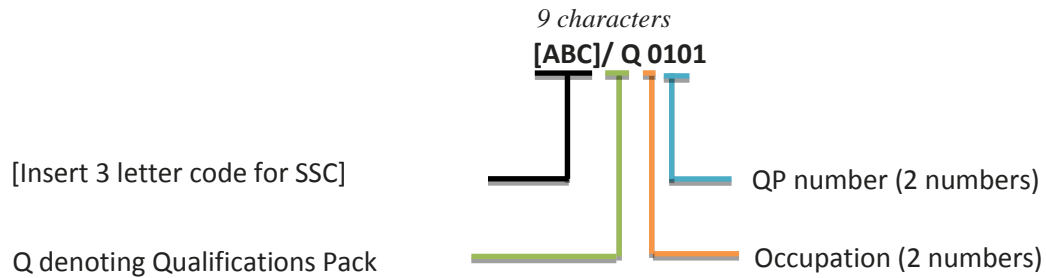 9 characters
[ABC]/ Q 0101
[Insert 3 letter code for SSC]
QP number (2 numbers)
Q denoting Qualifications Pack
Occupation (2 numbers)